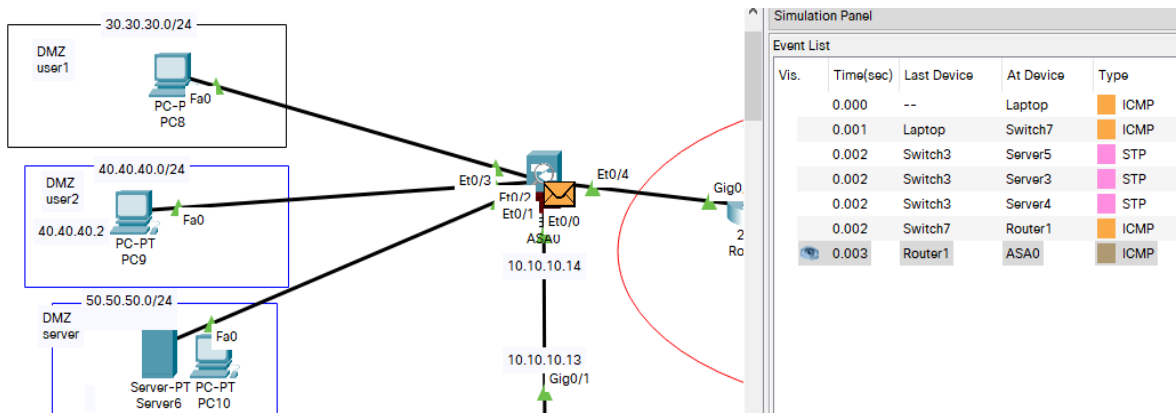 30.30.30.0/24
DMZ
user1
Fa0
PC-P
PC8
40.40.40.0/24
DMZ
user2
Fa0
40.40.40.2
PC-PT
PC9
50.50.50.0/24
DMZ
server
Fa0
Server-PT
Server6
PC-PT
PC10
Et0/3
Et0/2
Et0/1
Et0/0
Et0/4
ASA0
10.10.10.14
10.10.10.13
Gig0/1
Gig0/
2
Ro
Simulation Panel
Event List
Vis. Time(sec) Last Device At Device Type
0.000 -- Laptop ICMP
0.001 Laptop Switch7 ICMP
0.002 Switch3 Server5 STP
0.002 Switch3 Server3 STP
0.002 Switch3 Server4 STP
0.002 Switch7 Router1 ICMP
0.003 Router1 ASA0 ICMP